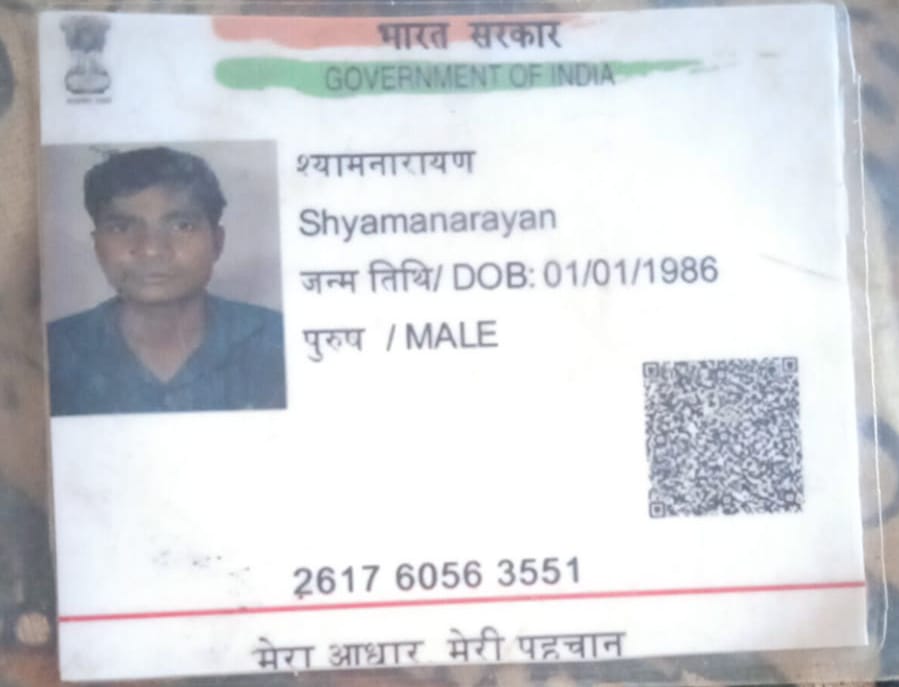 भारत सरकार
GOVERNMENT OF INDIA
श्यामनारायण
Shyamanarayan
जन्म तिथि/ DOB: 01/01/1986
पुरुष / MALE
2617 6056 3551
मेरा आधार मेरी पहचान